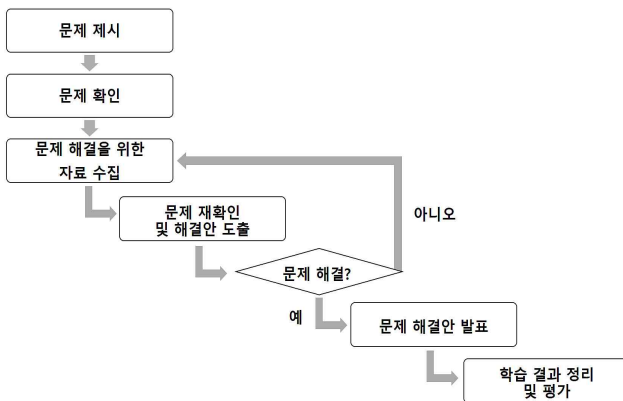 문제 제시
문제 확인
문제 해결을 위한
자료 수집
문제 재확인
및 해결안 도출
아니오
문제 해결?
예
문제 해결안 발표
학습 결과 정리
및 평가